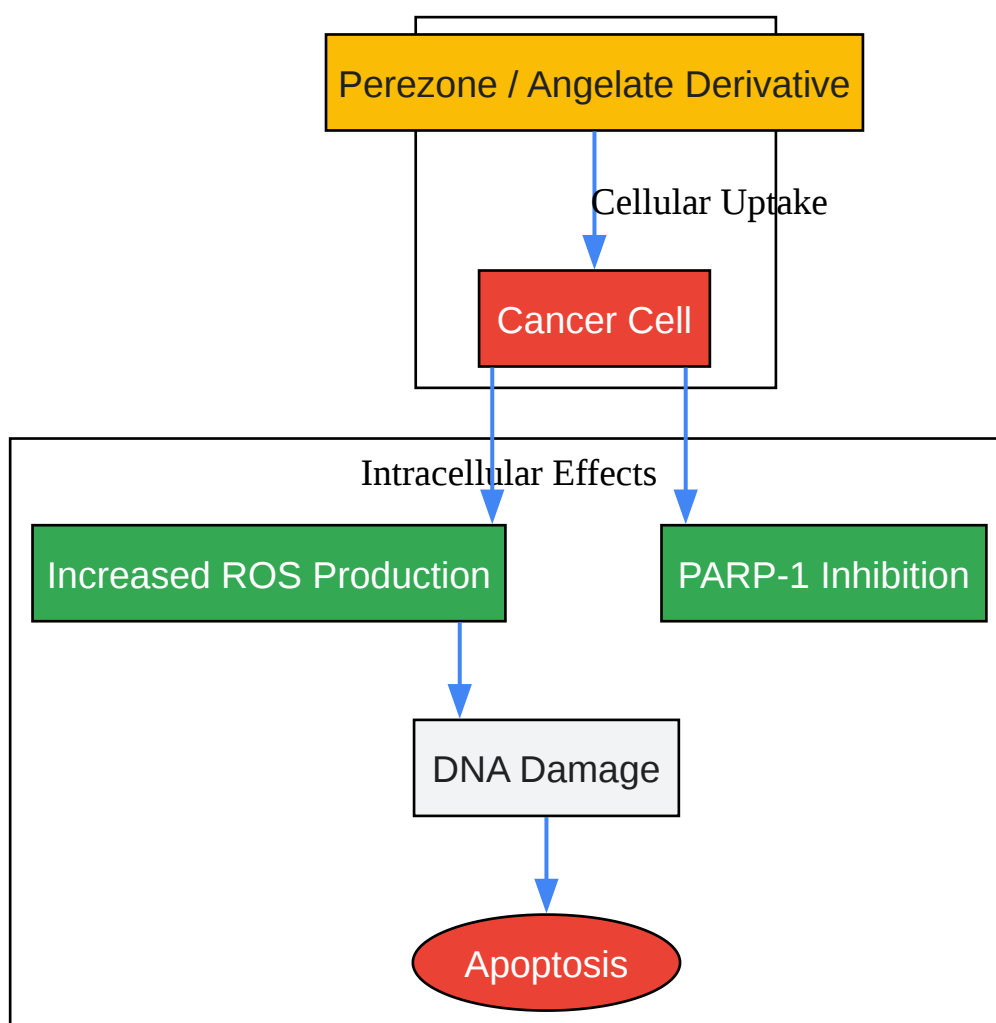 Perezone / Angelate Derivative
Cellular Uptake
Cancer Cell
Intracellular Effects
Increased ROS Production
PARP-1 Inhibition
DNA Damage
Apoptosis